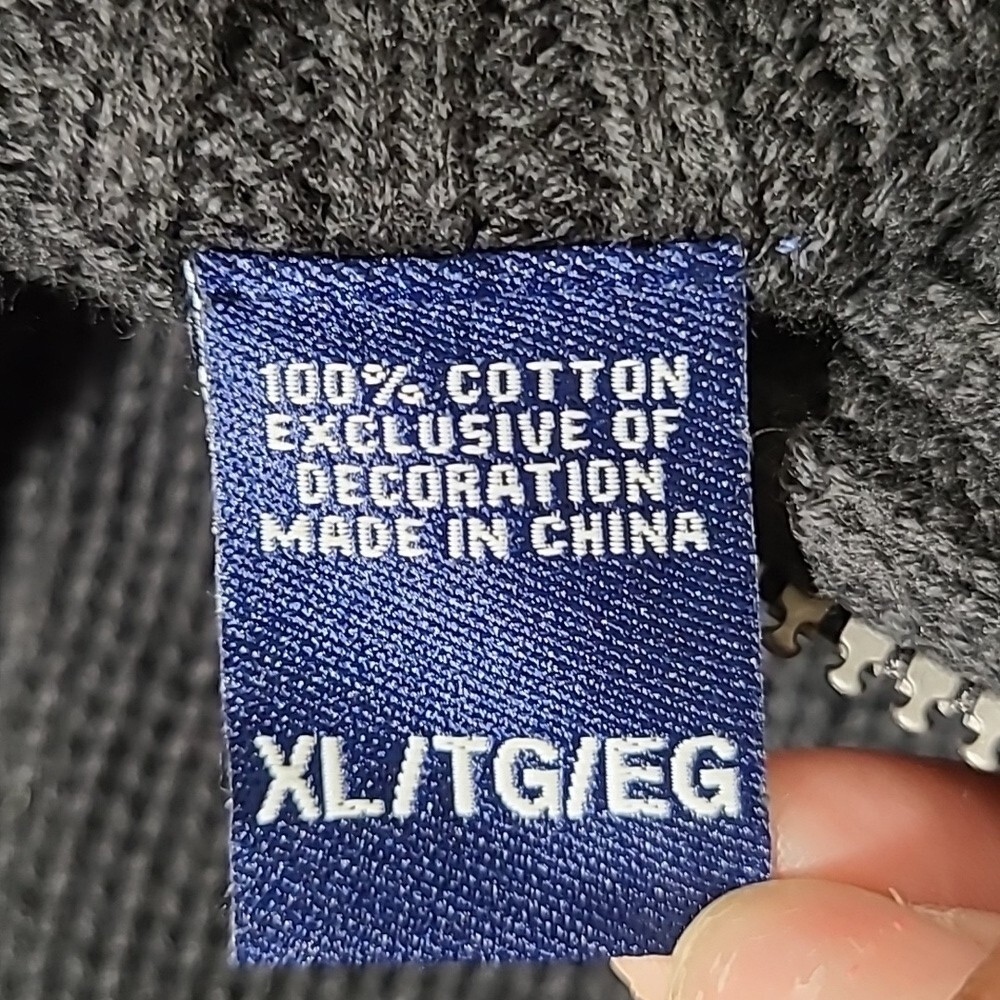 100% COTTON
EXCLUSIVE OF
DECORATION
MADE IN CHINA
XL/TG/EG